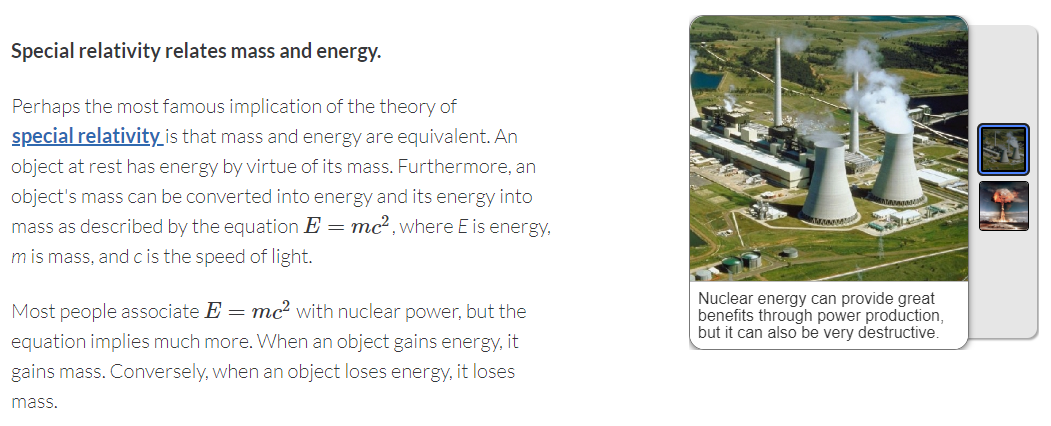 Special relativity relates mass and energy.
Perhaps the most famous implication of the theory of
special relativity is that mass and energy are equivalent. An
object at rest has energy by virtue of its mass. Furthermore, an
object's mass can be converted into energy and its energy into
mass as described by the equation E = mc², where E is energy,
m is mass, and c is the speed of light.
Most people associate E = mc² with nuclear power, but the
equation implies much more. When an object gains energy, it
gains mass. Conversely, when an object loses energy, it loses
mass.
Nuclear energy can provide great
benefits through power production,
but it can also be very destructive.